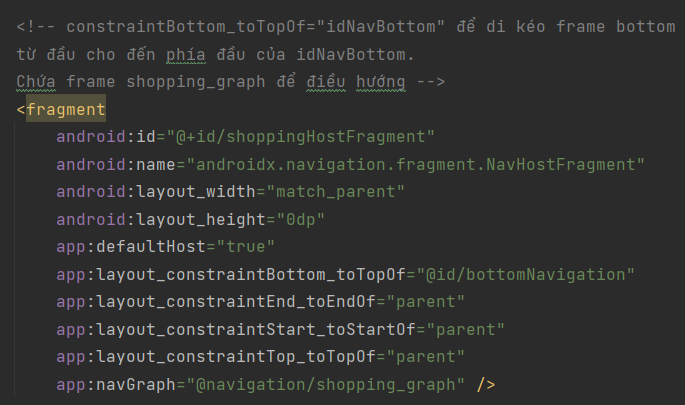 <!-- constraintBottom_toTopOf="idNavBottom" để di kéo frame bottom
từ đầu cho đến phía đầu của idNavBottom.
Chứa frame shopping_graph để điều hướng -->
<fragment
android:id="@+id/shoppingHostFragment"
android:name="androidx.navigation.fragment.NavHostFragment"
android:layout_width="match_parent"
android:layout_height="0dp"
app:defaultHost="true"
app:layout_constraintBottom_toTopOf="@id/bottomNavigation"
app:layout_constraintEnd_toEndOf="parent"
app:layout_constraintStart_toStartOf="parent"
app:layout_constraintTop_toTopOf="parent"
app:navGraph="@navigation/shopping_graph" />